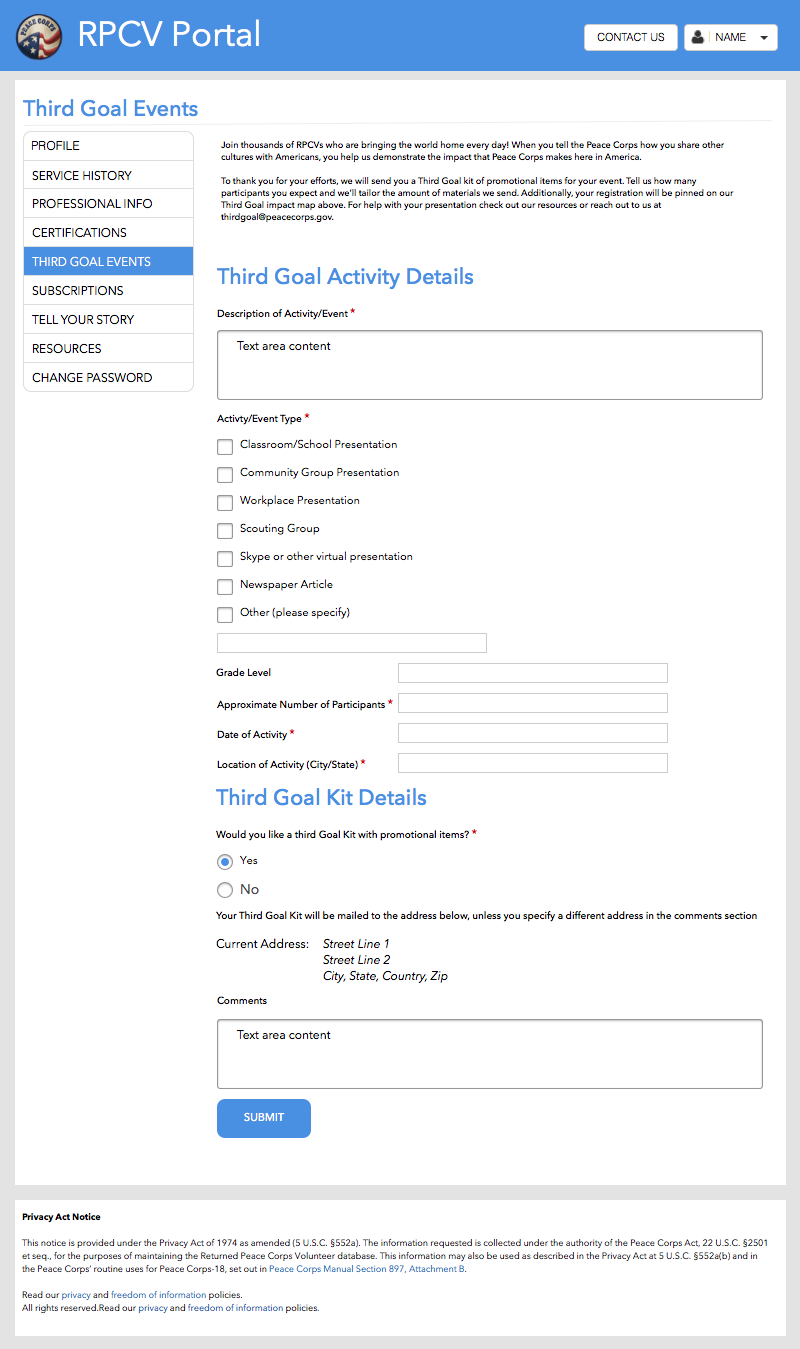 PEACE CORPS
RPCV Portal
CONTACT US
NAME
Third Goal Events
PROFILE
SERVICE HISTORY
PROFESSIONAL INFO
CERTIFICATIONS
THIRD GOAL EVENTS
SUBSCRIPTIONS
TELL YOUR STORY
RESOURCES
CHANGE PASSWORD
Join thousands of RPCVs who are bringing the world home every day! When you tell the Peace Corps how you share other
cultures with Americans, you help us demonstrate the impact that Peace Corps makes here in America.
To thank you for your efforts, we will send you a Third Goal kit of promotional items for your event. Tell us how many
participants you expect and we'll tailor the amount of materials we send. Additionally, your registration will be pinned on our
Third Goal impact map above. For help with your presentation check out our resources or reach out to us at
thirdgoal@peacecorps.gov.
Third Goal Activity Details
Description of Activity/Event *
Text area content
Activty/Event Type *
Classroom/School Presentation
Community Group Presentation
Workplace Presentation
Scouting Group
Skype or other virtual presentation
Newspaper Article
Other (please specify)
Grade Level
Approximate Number of Participants *
Date of Activity *
Location of Activity (City/State) *
Third Goal Kit Details
Would you like a third Goal Kit with promotional items? *
Yes
No
Your Third Goal Kit will be mailed to the address below, unless you specify a different address in the comments section
Current Address: Street Line 1
Street Line 2
City, State, Country, Zip
Comments
Text area content
SUBMIT
Privacy Act Notice
This notice is provided under the Privacy Act of 1974 as amended (5 U.S.C. §552a). The information requested is collected under the authority of the Peace Corps Act, 22 U.S.C. §2501
et seq., for the purposes of maintaining the Returned Peace Corps Volunteer database. This information may also be used as described in the Privacy Act at 5 U.S.C. §552a(b) and in
the Peace Corps' routine uses for Peace Corps-18, set out in Peace Corps Manual Section 897, Attachment B.
Read our privacy and freedom of information policies.
All rights reserved.Read our privacy and freedom of information policies.